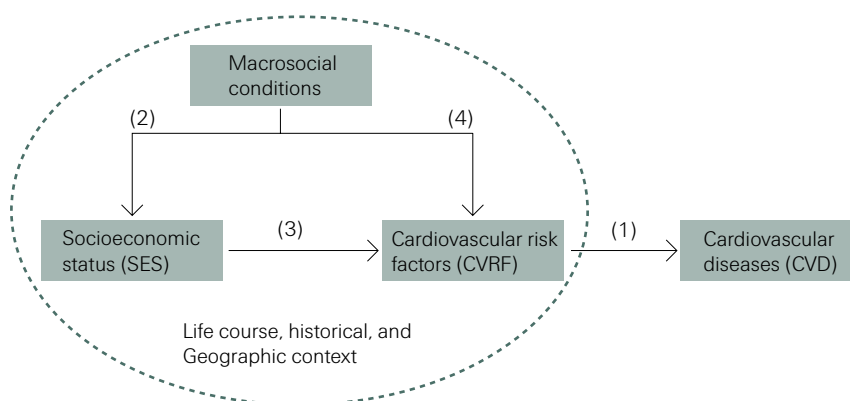 Macrosocial
conditions
(2)
(4)
Socioeconomic
status (SES)
(3)
Cardiovascular risk
factors (CVRF)
(1)
Cardiovascular
diseases (CVD)
Life course, historical, and
Geographic context